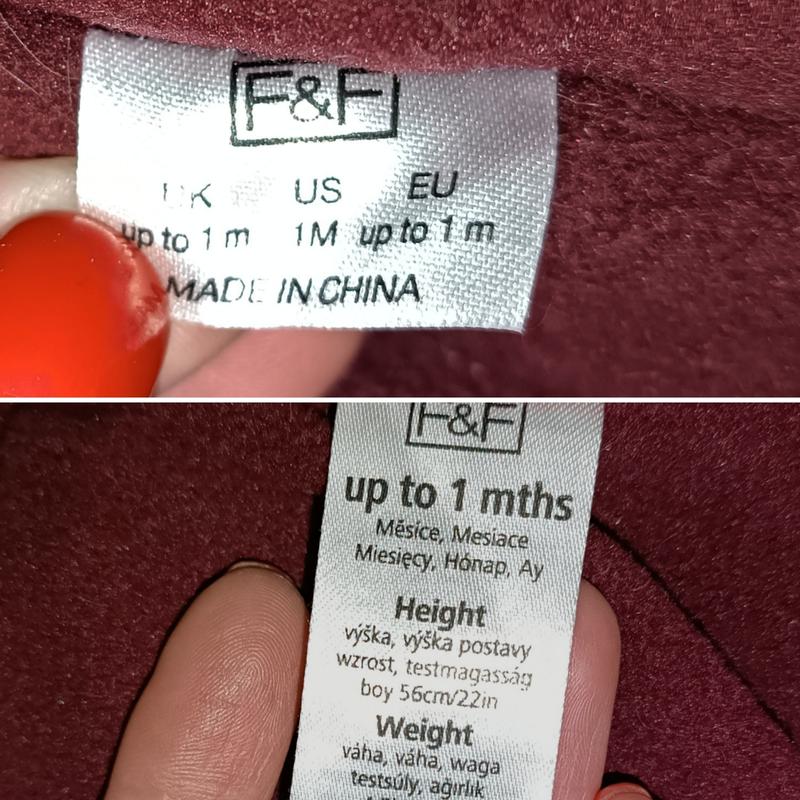 F&F
UK US EU
up to 1 m 1M up to 1 m
MADE IN CHINA
F&F
up to 1 mths
Měsíce, Mesiace
Miesięcy, Hónap, Ay
Height
výška, výška postavy
wzrost, testmagasság
boy 56cm/22in
Weight
váha, váha, waga
testsúly, agirlik